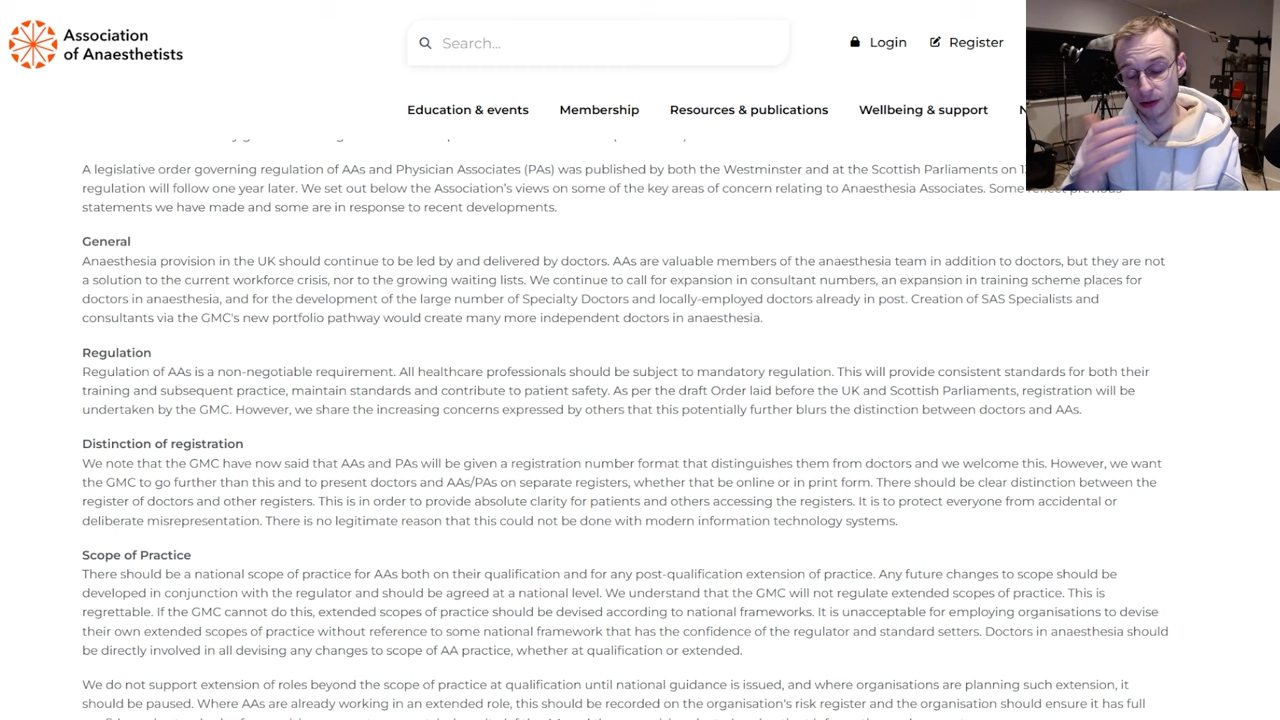 Association
of Anaesthetists
Search...
Login
Register
Education & events
Membership
Resources & publications
Wellbeing & support
A legislative order governing regulation of AAs and Physician Associates (PAs) was published by both the Westminster and at the Scottish Parliaments on
regulation will follow one year later. We set out below the Association's views on some of the key areas of concern relating to Anaesthesia Associates. Some reflect previous
statements we have made and some are in response to recent developments.
General
Anaesthesia provision in the UK should continue to be led by and delivered by doctors. AAs are valuable members of the anaesthesia team in addition to doctors, but they are not
a solution to the current workforce crisis, nor to the growing waiting lists. We continue to call for expansion in consultant numbers, an expansion in training scheme places for
doctors in anaesthesia, and for the development of the large number of Specialty Doctors and locally-employed doctors already in post. Creation of SAS Specialists and
consultants via the GMC's new portfolio pathway would create many more independent doctors in anaesthesia.
Regulation
Regulation of AAs is a non-negotiable requirement. All healthcare professionals should be subject to mandatory regulation. This will provide consistent standards for both their
training and subsequent practice, maintain standards and contribute to patient safety. As per the draft Order laid before the UK and Scottish Parliaments, registration will be
undertaken by the GMC. However, we share the increasing concerns expressed by others that this potentially further blurs the distinction between doctors and AAs.
Distinction of registration
We note that the GMC have now said that AAs and PAs will be given a registration number format that distinguishes them from doctors and we welcome this. However, we want
the GMC to go further than this and to present doctors and AAs/PAs on separate registers, whether that be online or in print form. There should be clear distinction between the
register of doctors and other registers. This is in order to provide absolute clarity for patients and others accessing the registers. It is to protect everyone from accidental or
deliberate misrepresentation. There is no legitimate reason that this could not be done with modern information technology systems.
Scope of Practice
There should be a national scope of practice for AAs both on their qualification and for any post-qualification extension of practice. Any future changes to scope should be
developed in conjunction with the regulator and should be agreed at a national level. We understand that the GMC will not regulate extended scopes of practice. This is
regrettable. If the GMC cannot do this, extended scopes of practice should be devised according to national frameworks. It is unacceptable for employing organisations to devise
their own extended scopes of practice without reference to some national framework that has the confidence of the regulator and standard setters. Doctors in anaesthesia should
be directly involved in all devising any changes to scope of AA practice, whether at qualification or extended.
We do not support extension of roles beyond the scope of practice at qualification until national guidance is issued, and where organisations are planning such extension, it
should be paused. Where AAs are already working in an extended role, this should be recorded on the organisation's risk register and the organisation should ensure it has full